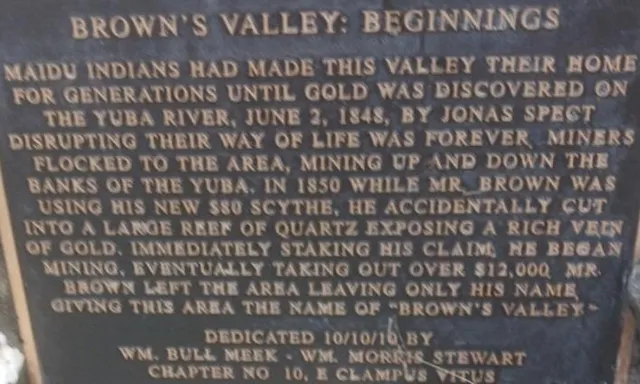 BROWN'S VALLEY: BEGINNINGS
MAIDU INDIANS HAD MADE THIS VALLEY THEIR HOME
FOR GENERATIONS UNTIL GOLD WAS DISCOVERED ON
THE YUBA RIVER, JUNE 2, 1848, BY JONAS SPECT
DISRUPTING THEIR WAY OF LIFE WAS FOREVER, MINERS
FLOCKED TO THE AREA, MINING UP AND DOWN THE
BANKS OF THE YUBA. IN 1850 WHILE MR. BROWN WAS
USING HIS NEW $80 SCYTHE, HE ACCIDENTALLY CUT
INTO A LARGE REEF OF QUARTZ EXPOSING A RICH VEIN
OF GOLD. IMMEDIATELY STAKING HIS CLAIM, HE BEGAN
MINING, EVENTUALLY TAKING OUT OVER $12,000. MR.
BROWN LEFT THE AREA LEAVING ONLY HIS NAME,
GIVING THIS AREA THE NAME OF "BROWN'S VALLEY"
DEDICATED 10/10/10 BY
WM. BULL MEEK - WM. MORRIS STEWART
CHAPTER NO 10, E CLAMPUS VITUS